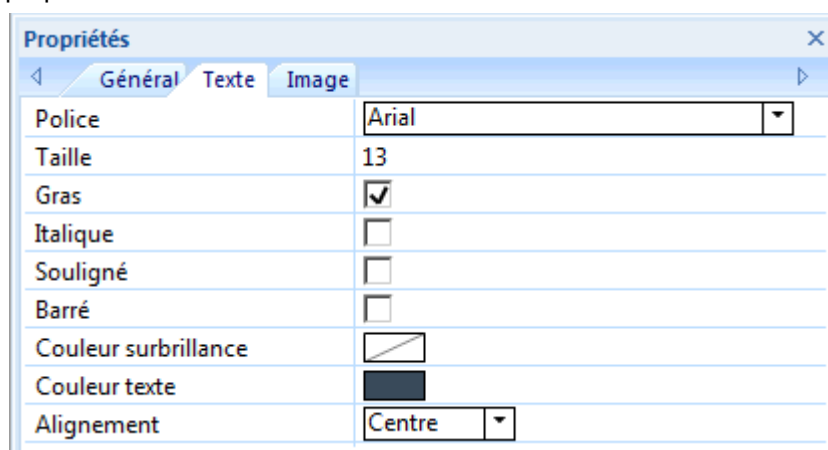 Propriétés
Général Texte Image
Police Arial
Taille 13
Gras
Italique
Souligné
Barré
Couleur surbrillance
Couleur texte
Alignement Centre